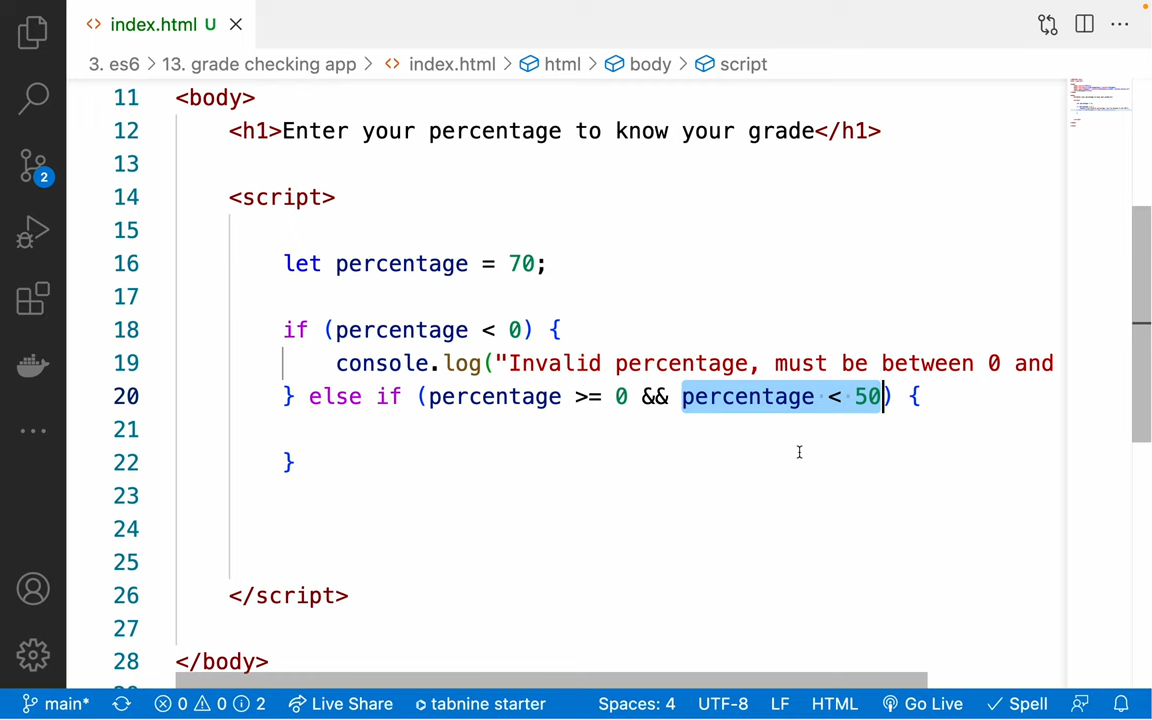 index.html U
3. es6 > 13. grade checking app > index.html > html > body > script
11 <body>
12 <h1>Enter your percentage to know your grade</h1>
13
14 <script>
15
16 let percentage = 70;
17
18 if (percentage < 0) {
19 console.log("Invalid percentage, must be between 0 and
20 } else if (percentage >= 0 && percentage < 50) {
21
22 }
23
24
25
26 </script>
27
28 </body>
2
main* 0 0 2 Live Share tabnine starter Spaces: 4 UTF-8 LF HTML Go Live Spell